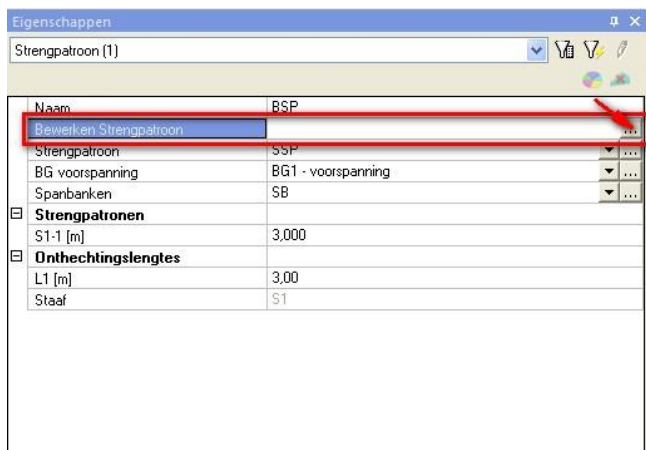 Eigenschappen
Strengpatroon (1)
Naam BSP
Bewerken Strengpatroon ...
Strengpatroon SSP ...
BG voorspanning BG1 - voorspanning ...
Spanbanken SB ...
Strengpatronen
S1-1 [m] 3,000
Onthechtingslengtes
L1 [m] 3,00
Staaf S1